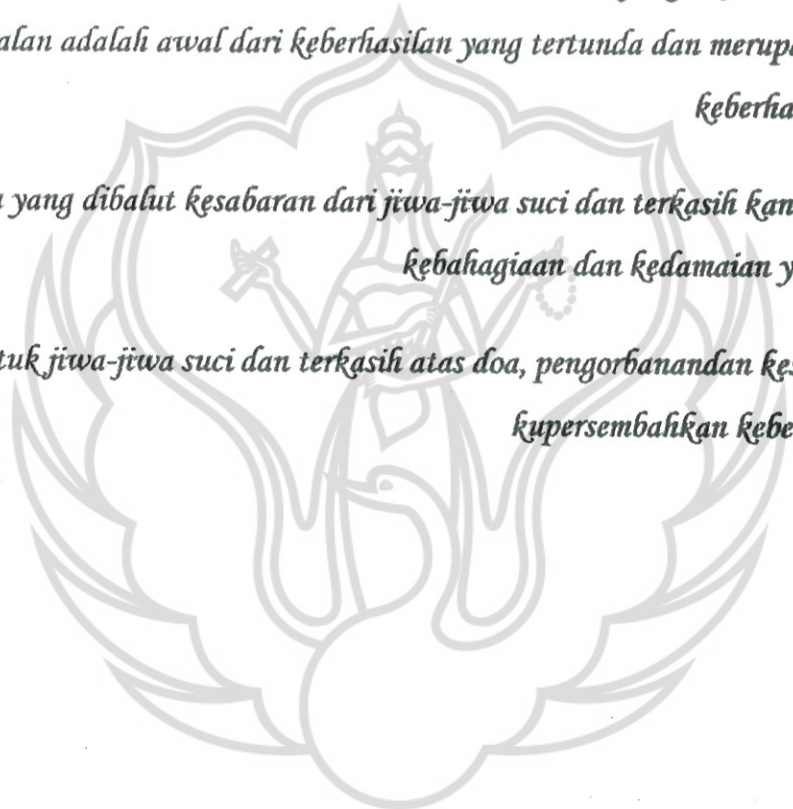 alan adalah awal dari keberhasilan yang tertunda dan merupa
keberha
yang dibalut kesabaran dari jiwa-jiwa suci dan terkasih kan
kebahagiaan dan kedamaian y
tuk jiwa-jiwa suci dan terkasih atas doa, pengorbanandan kes
kupersembahkan kebe